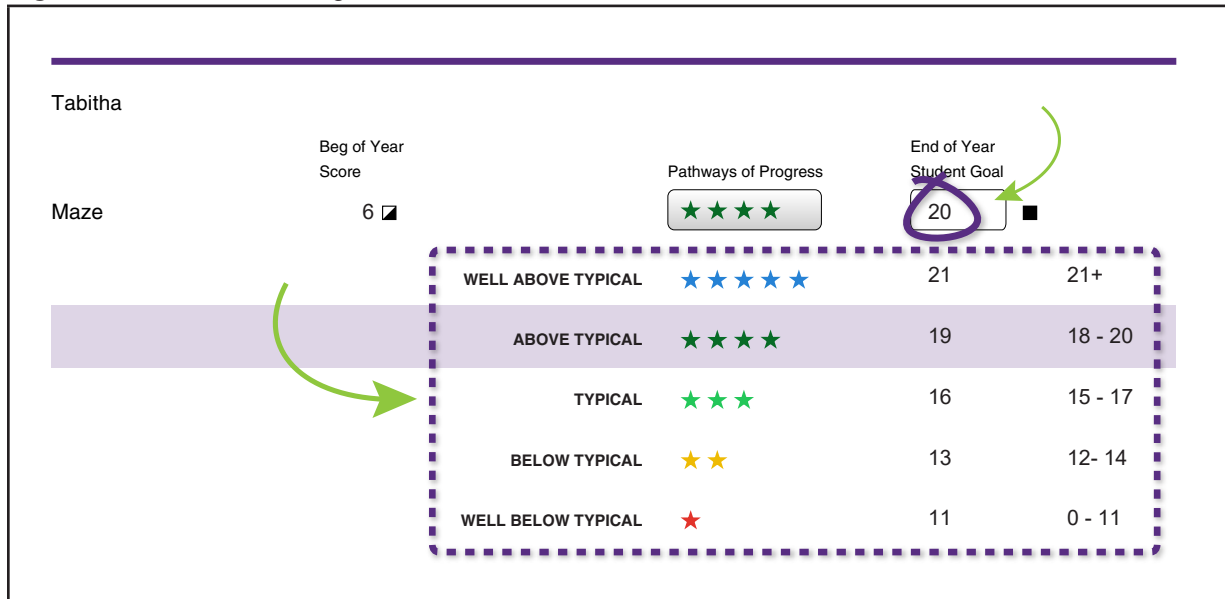 Tabitha
Beg of Year
Score
Pathways of Progress
End of Year
Student Goal
Maze 6 ★★★★ 20
WELL ABOVE TYPICAL ★★★★★ 21 21+
ABOVE TYPICAL ★★★★ 19 18 - 20
TYPICAL ★★★ 16 15 - 17
BELOW TYPICAL ★★ 13 12- 14
WELL BELOW TYPICAL ★ 11 0 - 11